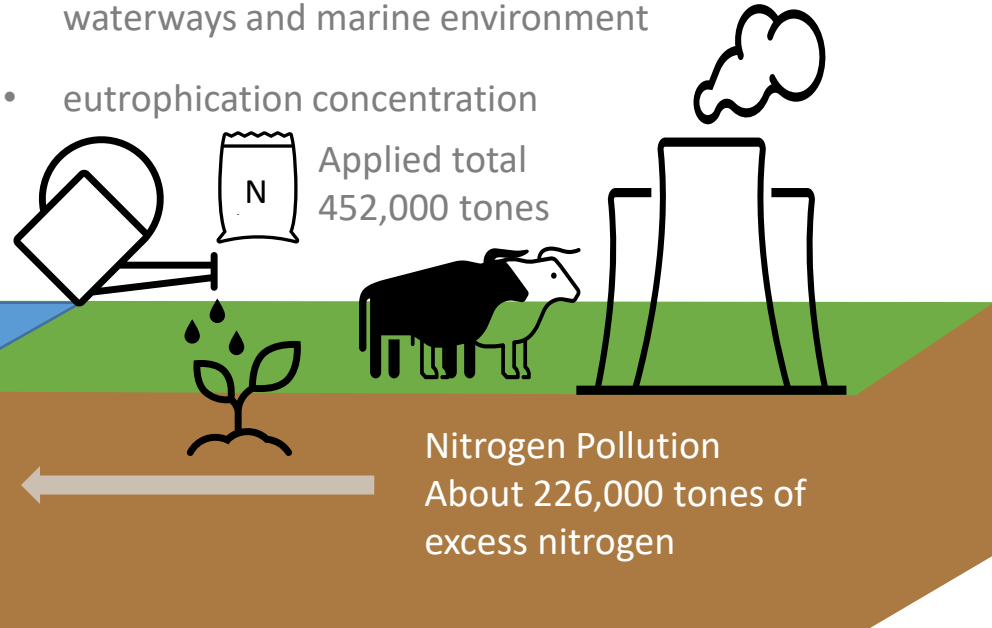 waterways and marine environment
• eutrophication concentration
Applied total
452,000 tones
N
Nitrogen Pollution
About 226,000 tones of
excess nitrogen